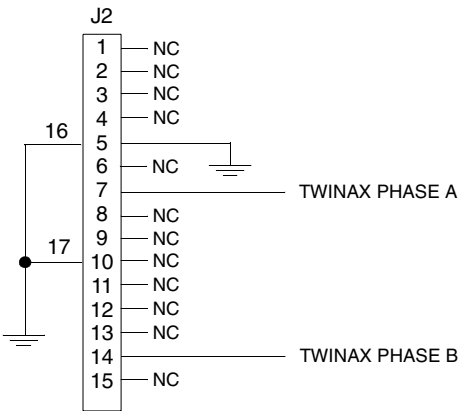 J2
1 NC
2 NC
3 NC
4 NC
16
5
6 NC
7 TWINAX PHASE A
8 NC
9 NC
17
10 NC
11 NC
12 NC
13 NC
14 TWINAX PHASE B
15 NC